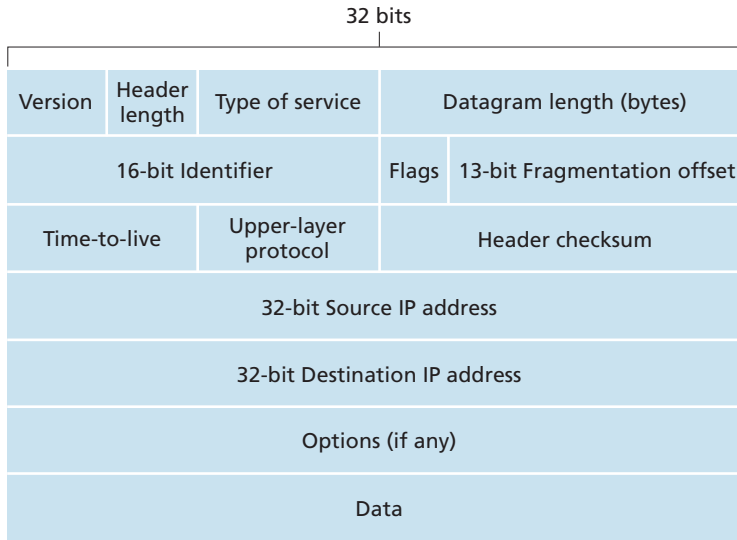 32 bits
Version
Header
length
Type of service
Datagram length (bytes)
16-bit Identifier
Flags
13-bit Fragmentation offset
Time-to-live
Upper-layer
protocol
Header checksum
32-bit Source IP address
32-bit Destination IP address
Options (if any)
Data